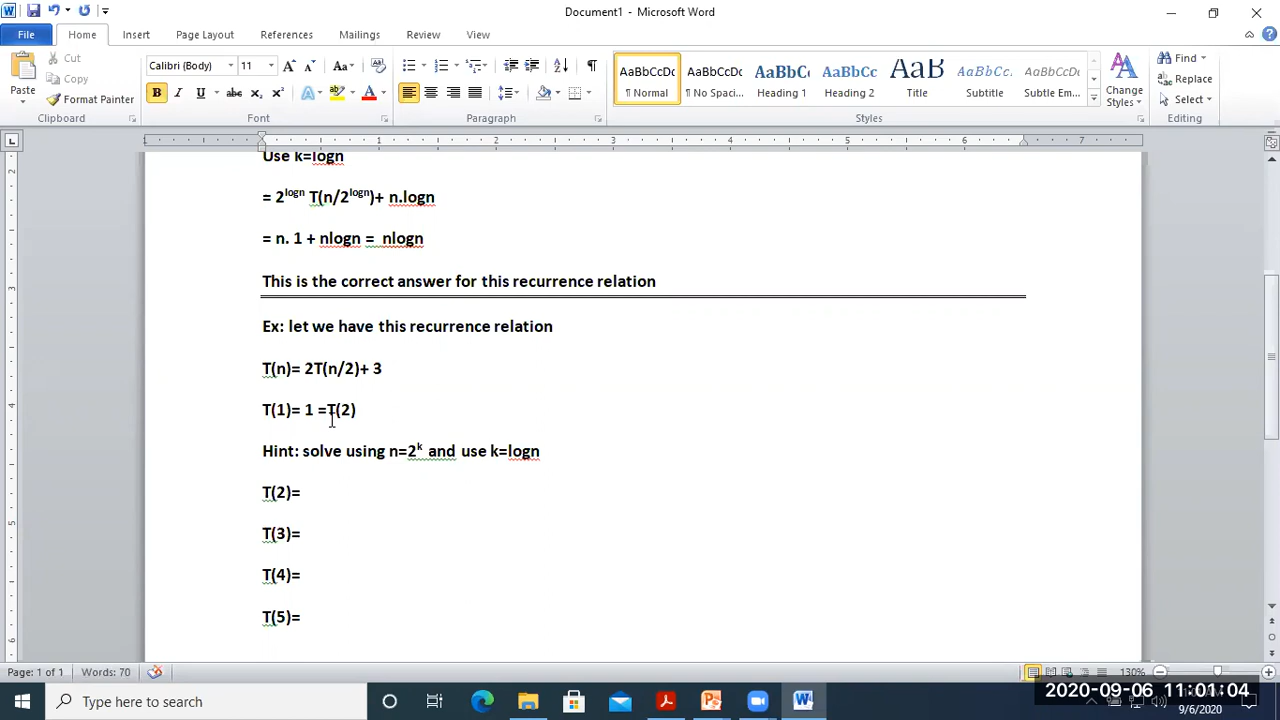 Document1 - Microsoft Word
File Home Insert Page Layout References Mailings Review View
Paste Cut Copy Format Painter
Clipboard
Calibri (Body) 11
Font
Paragraph
AaBbCcDc AaBbCcDc AaBbCc AaBbCc AaB AaBbCc. AaBbCcDc
¶ Normal ¶ No Spaci... Heading 1 Heading 2 Title Subtitle Subtle Em...
Change Styles
Styles
Find
Replace
Select
Editing
Use k=logn
= 2^logn T(n/2^logn)+ n.logn
= n. 1 + nlogn = nlogn
This is the correct answer for this recurrence relation
Ex: let we have this recurrence relation
T(n)= 2T(n/2)+ 3
T(1)= 1 =T(2)
Hint: solve using n=2^k and use k=logn
T(2)=
T(3)=
T(4)=
T(5)=
Page: 1 of 1 Words: 70 130%
Type here to search
2020-09-06 11:01:04
9/6/2020